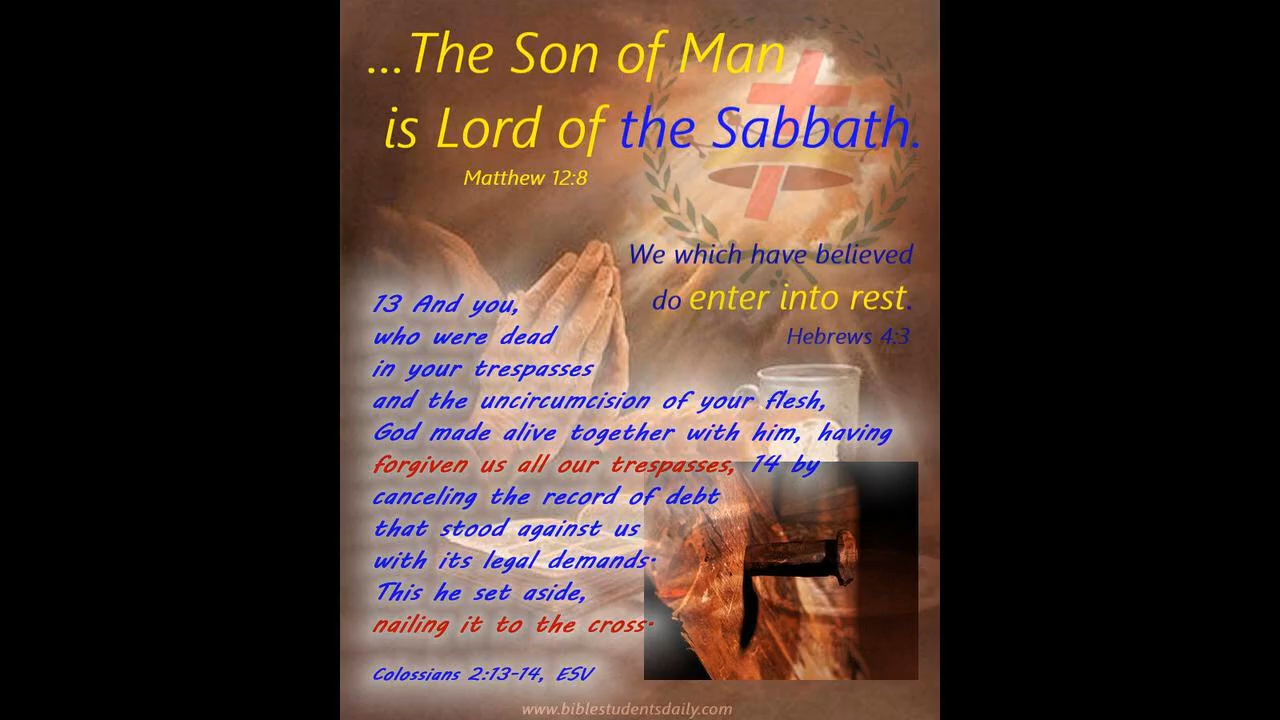 ...The Son of Man
is Lord of the Sabbath.
Matthew 12:8
We which have believed
do enter into rest.
Hebrews 4:3
13 And you,
who were dead
in your trespasses
and the uncircumcision of your flesh,
God made alive together with him, having
forgiven us all our trespasses, 14 by
canceling the record of debt
that stood against us
with its legal demands.
This he set aside,
nailing it to the cross.
Colossians 2:13-14, ESV
www.biblestudentsdaily.com